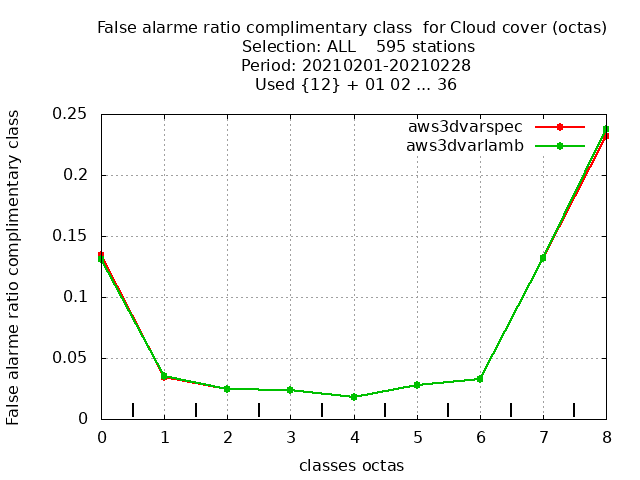 False alarme ratio complimentary class  for Cloud cover (octas)
Selection: ALL    595 stations
Period: 20210201-20210228
Used {12} + 01 02 ... 36
False alarme ratio complimentary class
0.25
0.2
0.15
0.1
0.05
0
aws3dvarspec
aws3dvarlamb
0 1 2 3 4 5 6 7 8
classes octas